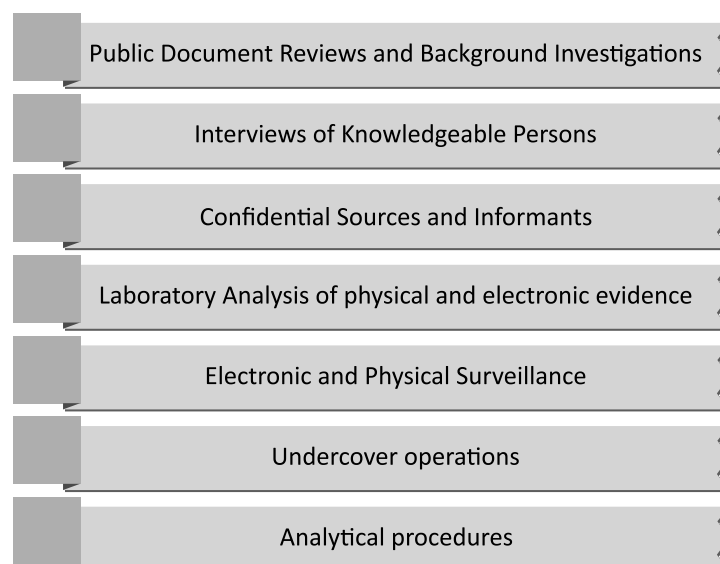 Public Document Reviews and Background Investigations
Interviews of Knowledgeable Persons
Confidential Sources and Informants
Laboratory Analysis of physical and electronic evidence
Electronic and Physical Surveillance
Undercover operations
Analytical procedures